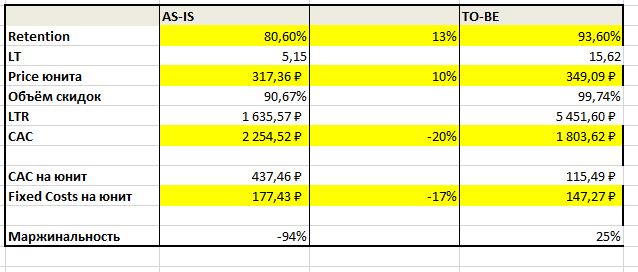 AS-IS TO-BE
Retention 80,60% 13% 93,60%
LT 5,15 15,62
Price юнита 317,36 ₽ 10% 349,09 ₽
Объём скидок 90,67% 99,74%
LTR 1 635,57 ₽ 5 451,60 ₽
CAC 2 254,52 ₽ -20% 1 803,62 ₽
CAC на юнит 437,46 ₽ 115,49 ₽
Fixed Costs на юнит 177,43 ₽ -17% 147,27 ₽
Маржинальность -94% 25%